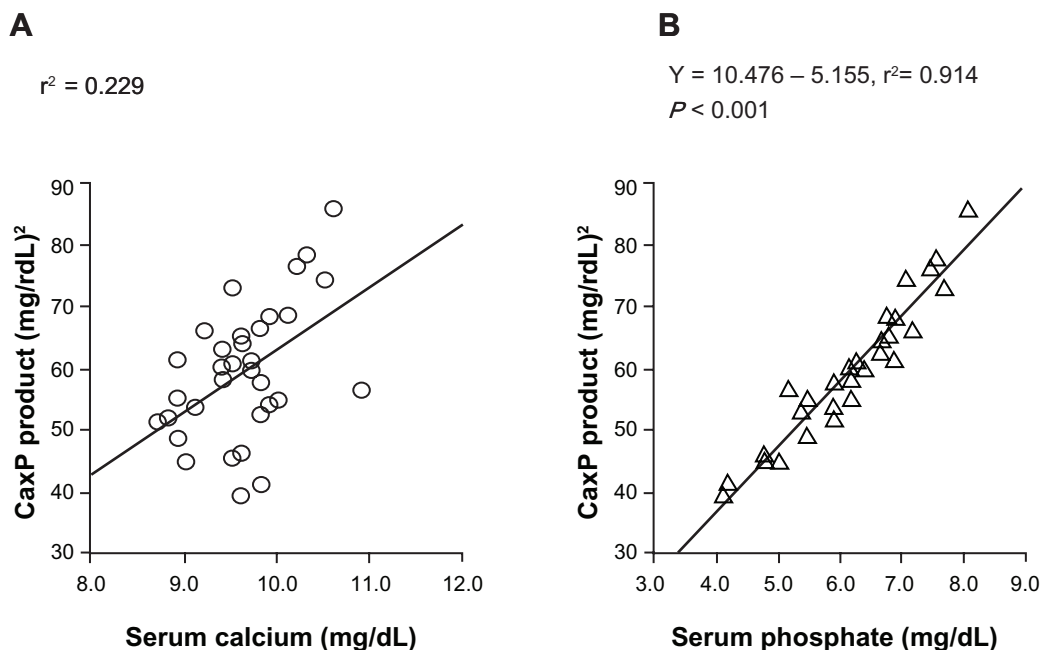 A
r² = 0.229
CaxP product (mg/rdL)²
90
80
70
60
50
40
30
8.0 9.0 10.0 11.0 12.0
Serum calcium (mg/dL)
B
Y = 10.476 – 5.155, r²= 0.914
P < 0.001
CaxP product (mg/rdL)²
90
80
70
60
50
40
30
3.0 4.0 5.0 6.0 7.0 8.0 9.0
Serum phosphate (mg/dL)